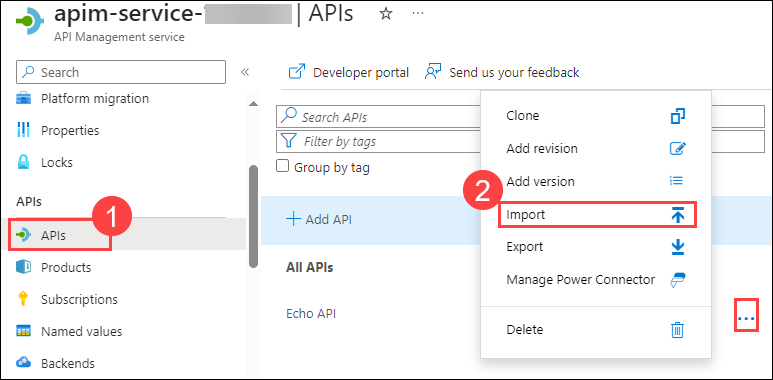 apim-service- | APIs
API Management service
Search
Platform migration
Properties
Locks
APIs
1
APIs
Products
Subscriptions
Named values
Backends
Developer portal
Send us your feedback
Search APIs
Filter by tags
Group by tag
+ Add API
All APIs
Echo API
...
Clone
Add revision
Add version
2
Import
Export
Manage Power Connector
Delete